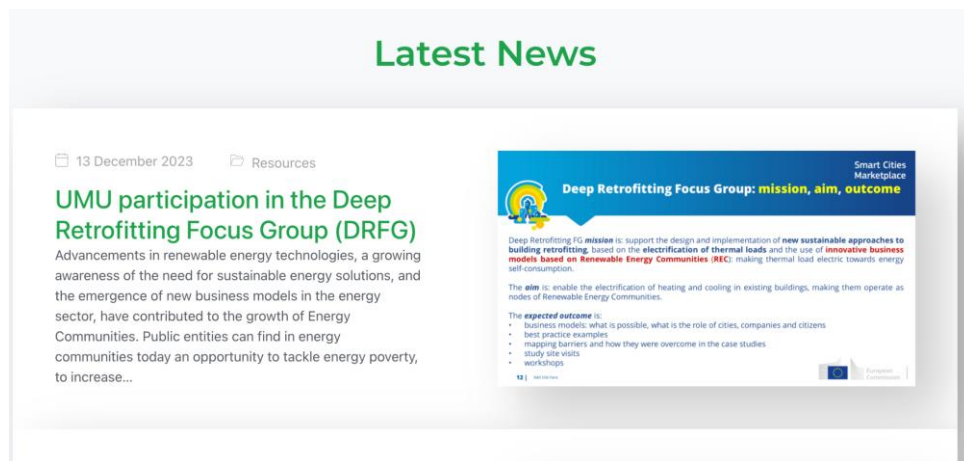 Latest News
13 December 2023
Resources
UMU participation in the Deep
Retrofitting Focus Group (DRFG)
Advancements in renewable energy technologies, a growing
awareness of the need for sustainable energy solutions, and
the emergence of new business models in the energy
sector, have contributed to the growth of Energy
Communities. Public entities can find in energy
communities today an opportunity to tackle energy poverty,
to increase...
Smart Cities
Marketplace
Deep Retrofitting Focus Group: mission, aim, outcome
Deep Retrofitting FG mission is: support the design and implementation of new sustainable approaches to
building retrofitting, based on the electrification of thermal loads and the use of innovative business
models based on Renewable Energy Communities (REC): making thermal load electric towards energy
self-consumption.
The aim is: enable the electrification of heating and cooling in existing buildings, making them operate as
nodes of Renewable Energy Communities.
The expected outcome is:
• business models: what is possible, what is the role of cities, companies and citizens
• best practice examples
• mapping barriers and how they were overcome in the case studies
• study site visits
• workshops
12 |
European
Commission